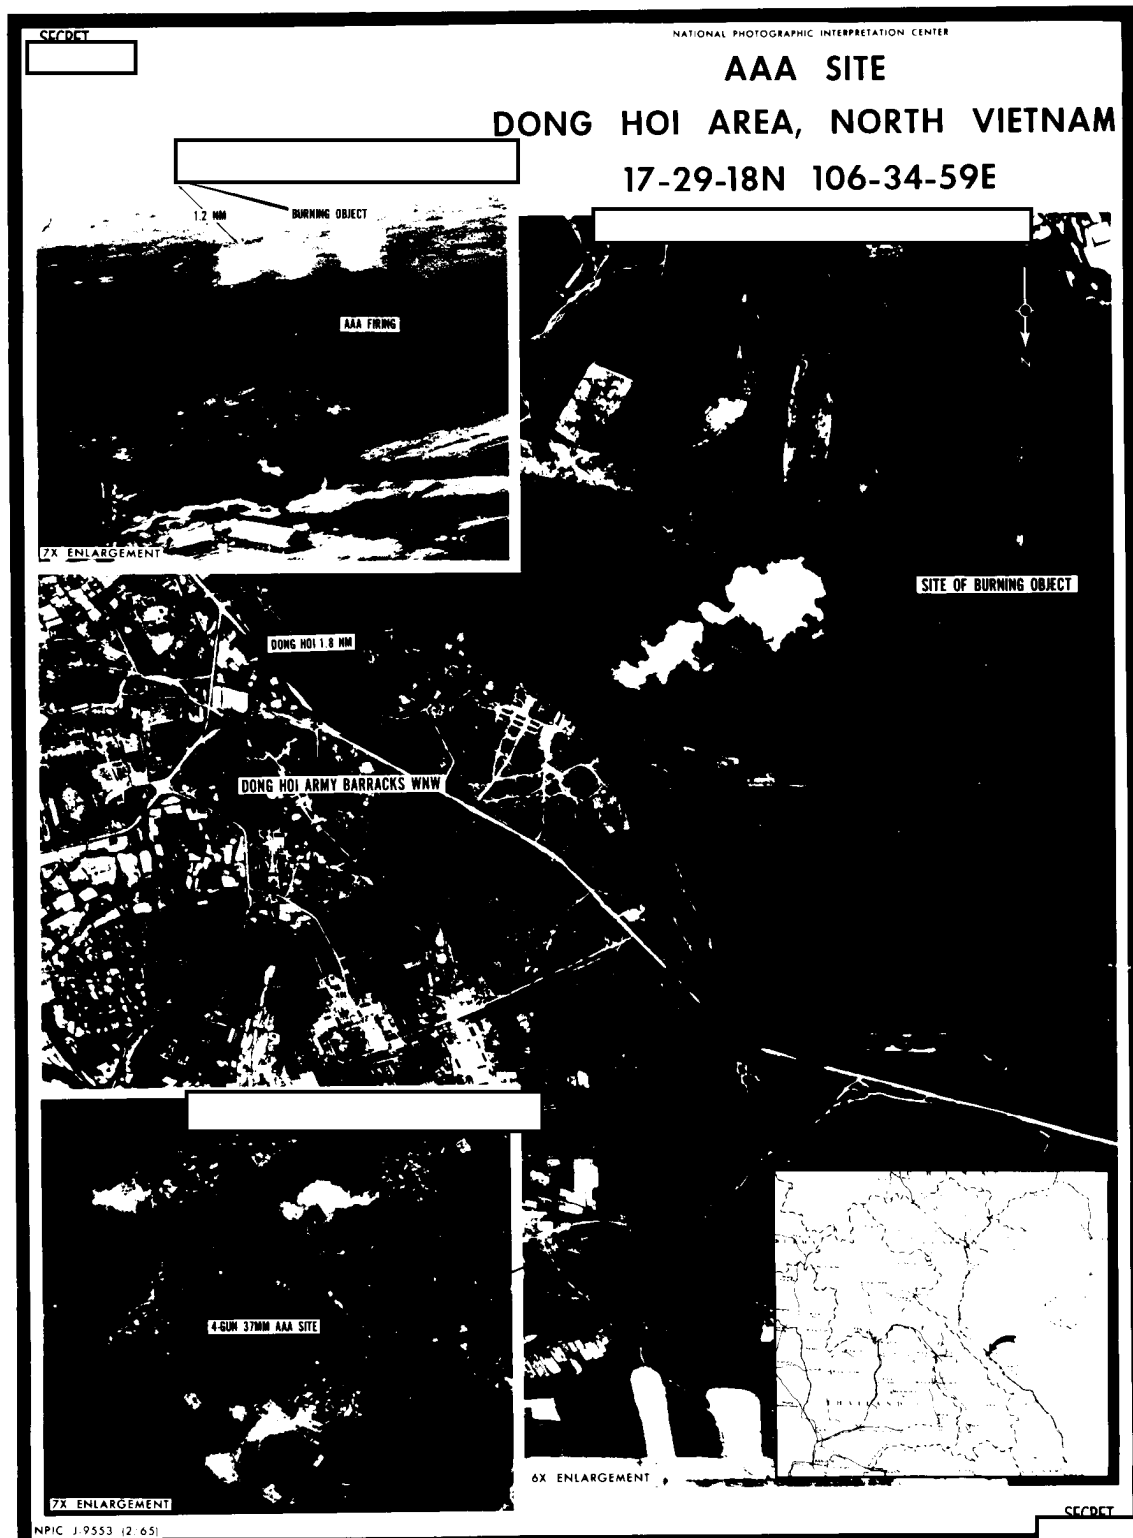 SECRET
NATIONAL PHOTOGRAPHIC INTERPRETATION CENTER
AAA SITE
DONG HOI AREA, NORTH VIETNAM
17-29-18N 106-34-59E
1.2 NM
BURNING OBJECT
AAA FIRING
7X ENLARGEMENT
N
SITE OF BURNING OBJECT
DONG HOI 1.8 NM
DONG HOI ARMY BARRACKS WNW
4-GUN 37MM AAA SITE
7X ENLARGEMENT
6X ENLARGEMENT
THAILAND
SECRET
NPIC J-9553 (2/65)